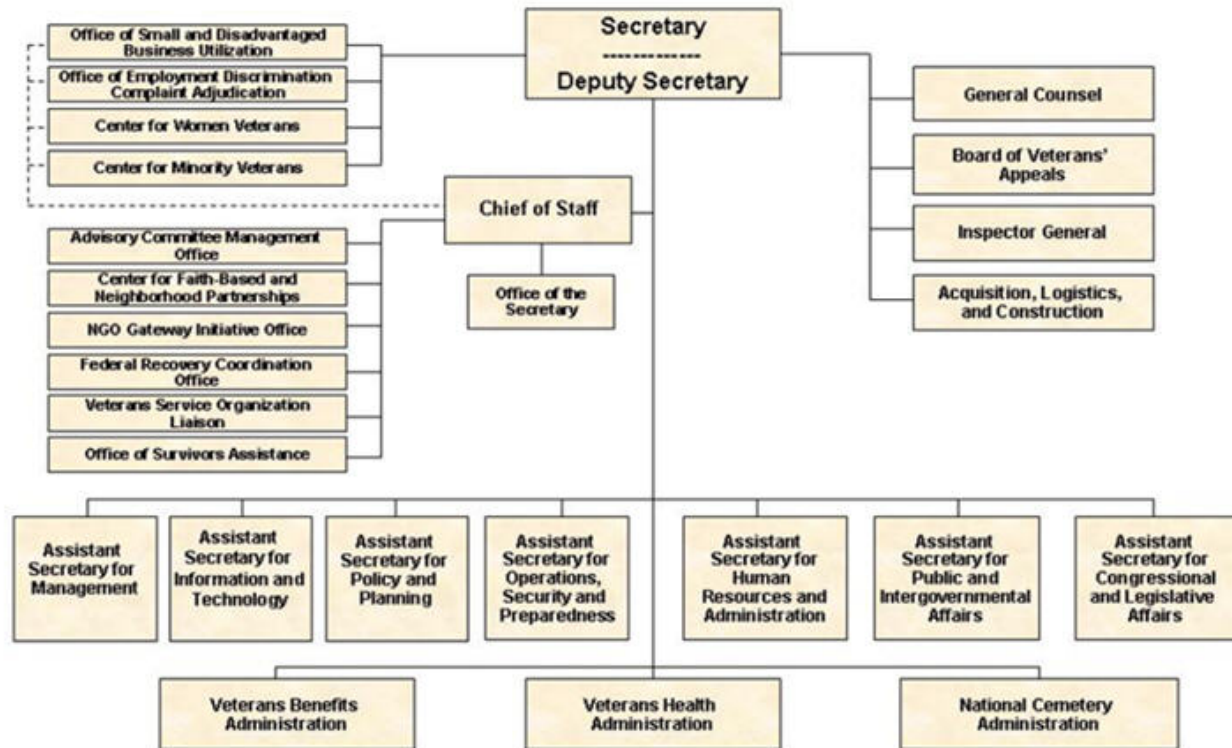 Secretary
------------
Deputy Secretary
Office of Small and Disadvantaged
Business Utilization
Office of Employment Discrimination
Complaint Adjudication
Center for Women Veterans
Center for Minority Veterans
General Counsel
Board of Veterans'
Appeals
Inspector General
Acquisition, Logistics,
and Construction
Chief of Staff
Office of the
Secretary
Advisory Committee Management
Office
Center for Faith-Based and
Neighborhood Partnerships
NGO Gateway Initiative Office
Federal Recovery Coordination
Office
Veterans Service Organization
Liaison
Office of Survivors Assistance
Assistant
Secretary for
Management
Assistant
Secretary for
Information and
Technology
Assistant
Secretary for
Policy and
Planning
Assistant
Secretary for
Operations,
Security and
Preparedness
Assistant
Secretary for
Human
Resources and
Administration
Assistant
Secretary for
Public and
Intergovernmental
Affairs
Assistant
Secretary for
Congressional
and Legislative
Affairs
Veterans Benefits
Administration
Veterans Health
Administration
National Cemetery
Administration